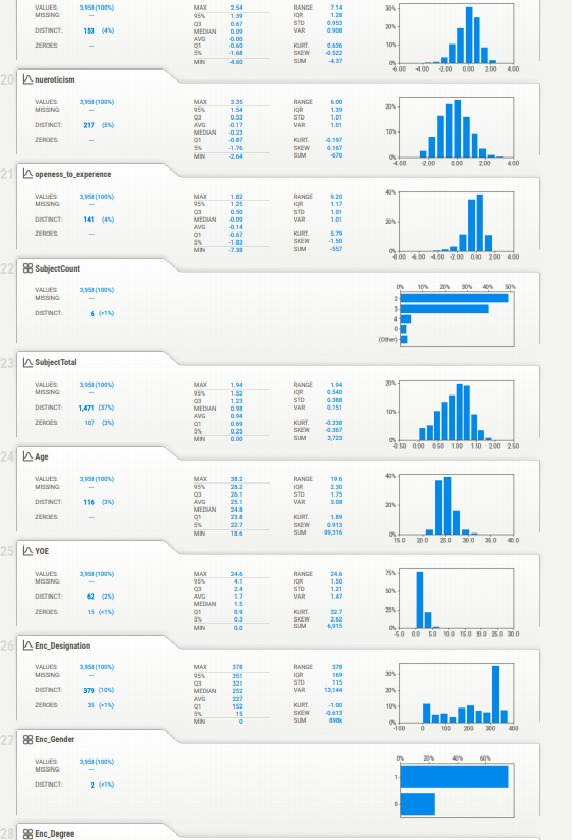 VALUES: 3,958 (100%) MAX 2.54 RANGE 7.14 30%
MISSING: --- 95% 1.39 IQR 1.28
Q3 0.67 STD 0.953 20%
DISTINCT: 153 (4%) MEDIAN 0.09 VAR 0.908
AVG -0.00
ZEROES: --- Q1 -0.60 KURT. 0.656 10%
5% -1.68 SKEW -0.522
MIN -4.60 SUM -4.37 0%
-6.00 -4.00 -2.00 0.00 2.00 4.00
20 nueroticism
VALUES: 3,958 (100%) MAX 3.35 RANGE 6.00
MISSING: --- 95% 1.54 IQR 1.39 20%
Q3 0.53 STD 1.01
DISTINCT: 217 (5%) AVG -0.17 VAR 1.01
MEDIAN -0.23 10%
ZEROES: --- Q1 -0.87 KURT. -0.197
5% -1.76 SKEW 0.167
MIN -2.64 SUM -670 0%
-4.00 -2.00 0.00 2.00 4.00
21 openess_to_experience
VALUES: 3,958 (100%) MAX 1.82 RANGE 9.20 40%
MISSING: --- 95% 1.25 IQR 1.17
Q3 0.50 STD 1.01
DISTINCT: 141 (4%) MEDIAN -0.09 VAR 1.01 20%
AVG -0.14
ZEROES: --- Q1 -0.67 KURT. 5.79
5% -1.83 SKEW -1.50
MIN -7.38 SUM -557 0%
-8.00 -6.00 -4.00 -2.00 0.00 2.00 4.00
22 SubjectCount
VALUES: 3,958 (100%) 0% 10% 20% 30% 40% 50%
MISSING: --- 2
3
DISTINCT: 6 (<1%) 4
0
(Other)
23 SubjectTotal
VALUES: 3,958 (100%) MAX 1.94 RANGE 1.94 20%
MISSING: --- 95% 1.52 IQR 0.540
Q3 1.23 STD 0.388
DISTINCT: 1,471 (37%) MEDIAN 0.98 VAR 0.151 10%
AVG 0.94
ZEROES: 107 (3%) Q1 0.69 KURT. -0.338
5% 0.25 SKEW -0.367
MIN 0.00 SUM 3,723 0%
-0.50 0.00 0.50 1.00 1.50 2.00 2.50
24 Age
VALUES: 3,958 (100%) MAX 38.2 RANGE 19.6 40%
MISSING: --- 95% 28.2 IQR 2.30
Q3 26.1 STD 1.75
DISTINCT: 116 (3%) AVG 25.1 VAR 3.08 20%
MEDIAN 24.8
ZEROES: --- Q1 23.8 KURT. 1.89
5% 22.7 SKEW 0.913
MIN 18.6 SUM 99,316 0%
15.0 20.0 25.0 30.0 35.0 40.0
25 YOE
VALUES: 3,958 (100%) MAX 24.6 RANGE 24.6 75%
MISSING: --- 95% 4.1 IQR 1.50
Q3 2.4 STD 1.21 50%
DISTINCT: 62 (2%) AVG 1.7 VAR 1.47
MEDIAN 1.5
ZEROES: 15 (<1%) Q1 0.9 KURT. 32.7 25%
5% 0.3 SKEW 2.62
MIN 0.0 SUM 6,915 0%
-5.0 0.0 5.0 10.0 15.0 20.0 25.0 30.0
26 Enc_Designation
VALUES: 3,958 (100%) MAX 378 RANGE 378
MISSING: --- 95% 351 IQR 169 30%
Q3 321 STD 115
DISTINCT: 379 (10%) MEDIAN 252 VAR 13,144 20%
AVG 227
ZEROES: 35 (<1%) Q1 152 KURT. -1.00 10%
5% 15 SKEW -0.613
MIN 0 SUM 898k 0%
-100 0 100 200 300 400
27 Enc_Gender
VALUES: 3,958 (100%) 0% 20% 40% 60%
MISSING: ---
1
DISTINCT: 2 (<1%)
0
28 Enc_Degree